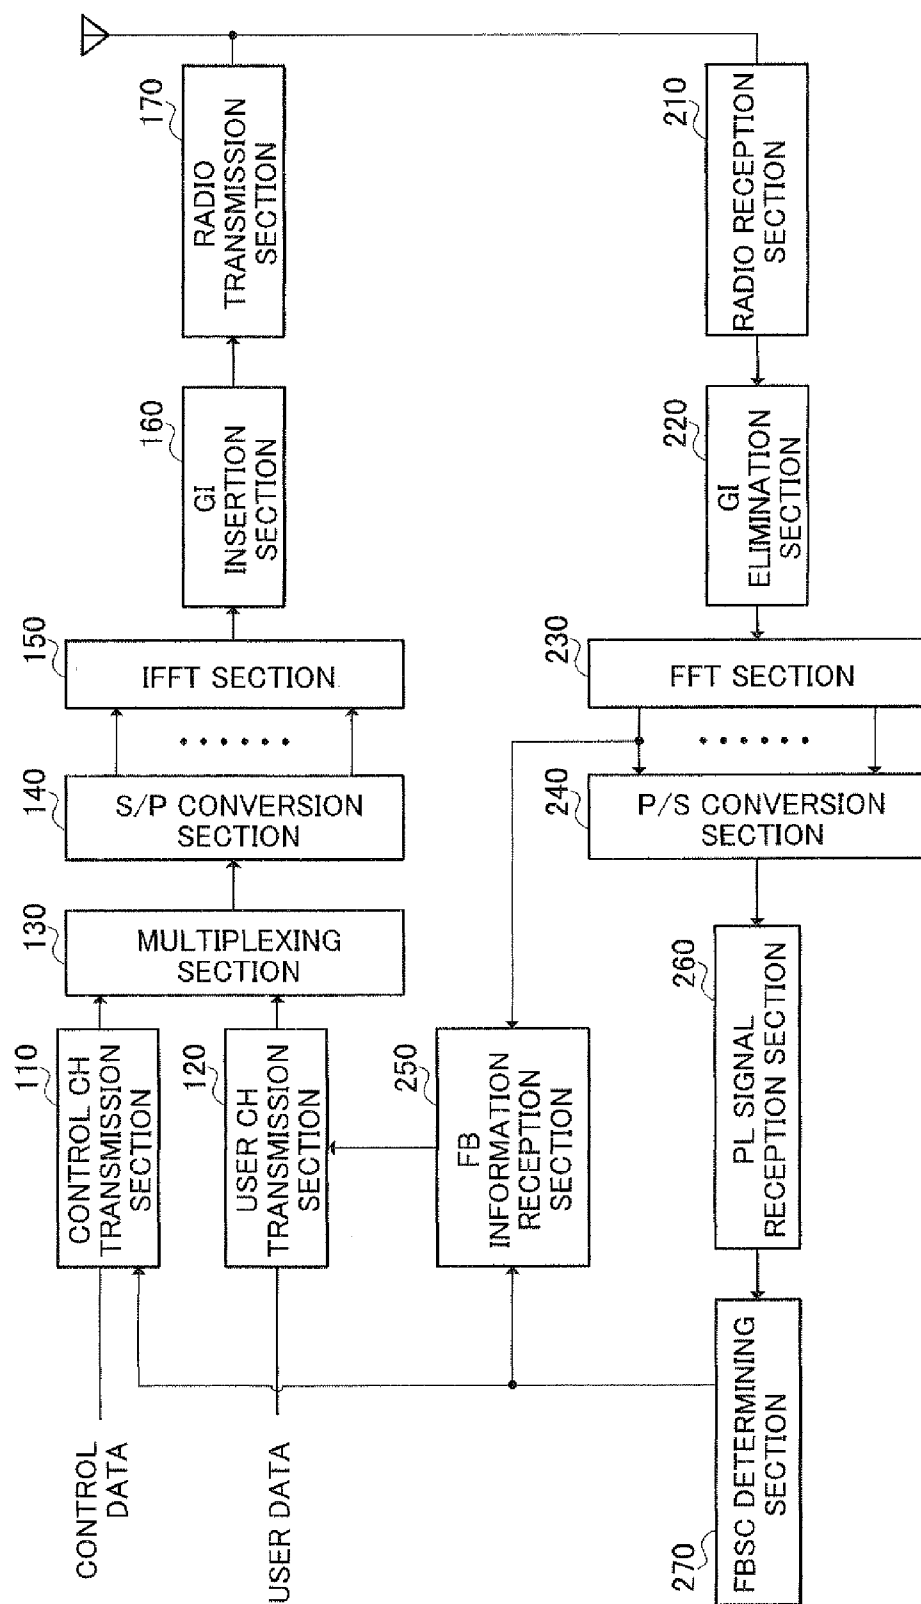 CONTROL
DATA
USER DATA
110
CONTROL CH
TRANSMISSION
SECTION
120
USER CH
TRANSMISSION
SECTION
130
MULTIPLEXING
SECTION
140
S/P CONVERSION
SECTION
150
IFFT SECTION
160
GI
INSERTION
SECTION
170
RADIO
TRANSMISSION
SECTION
210
RADIO RECEPTION
SECTION
220
GI
ELIMINATION
SECTION
230
FFT SECTION
240
P/S CONVERSION
SECTION
250
FB
INFORMATION
RECEPTION
SECTION
260
PL SIGNAL
RECEPTION SECTION
270
FBSC DETERMINING
SECTION